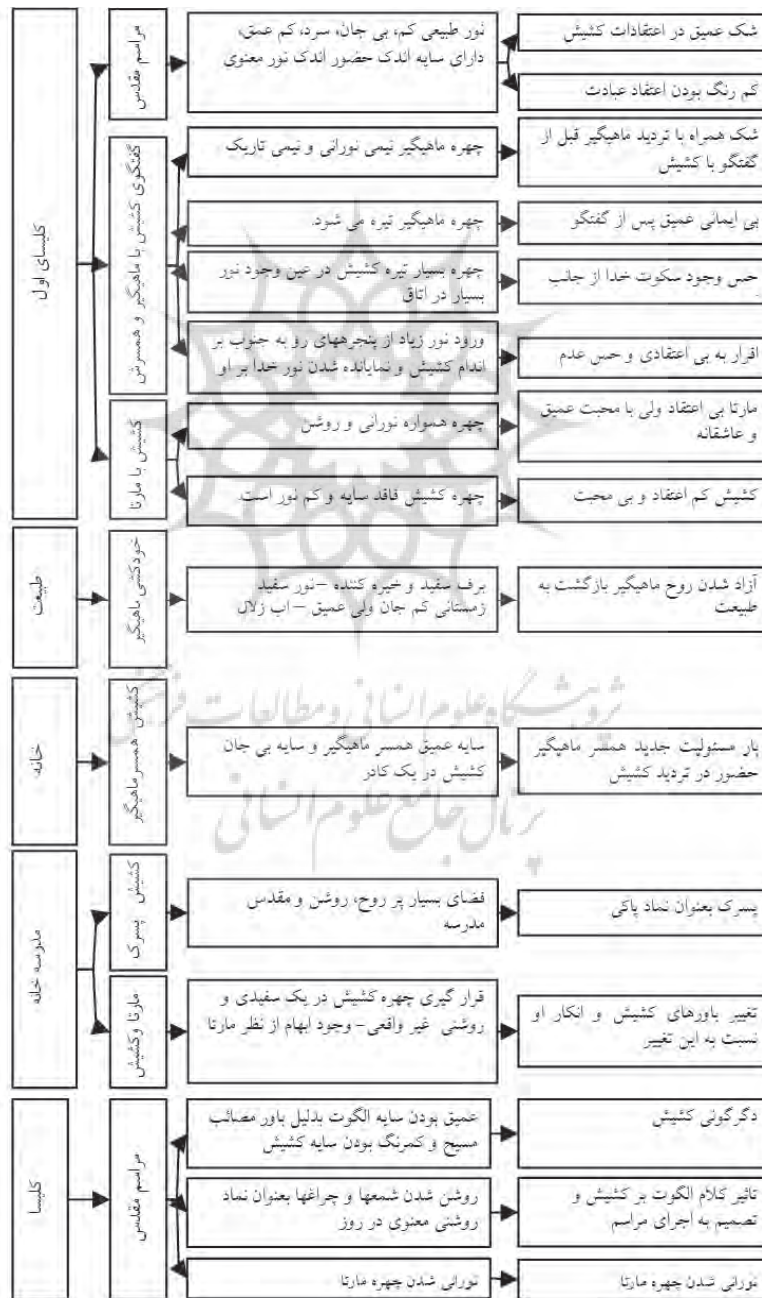 کلیسای اول
مراسم مقدس
نور طبیعی کم، بی جان، سرد، کم عمق،
دارای سایه اندک حضور اندک نور معنوی
شک عمیق در اعتقادات کشیش
کم رنگ بودن اعتقاد عبادت
گفتگوی کشیش با ماهیگیر و همسرش
چهره ماهیگیر نیمی نورانی و نیمی تاریک
شک همراه با تردید ماهیگیر قبل از
گفتگو با کشیش
چهره ماهیگیر تیره می شود.
بی ایمانی عمیق پس از گفتگو
چهره بسیار تیره کشیش در عین وجود نور
بسیار در اتاق
حس وجود سکوت خدا از جانب
ورود نور زیاد از پنجرههای رو به جنوب بر
اندام کشیش و نمایانده شدن نور خدا بر او
اقرار به بی اعتقادی و حس عدم
کشیش با مارتا
چهره همواره نورانی و روشن
مارتا بی اعتقاد ولی با محبت عمیق
و عاشقانه
چهره کشیش فاقد سایه و کم نور است.
کشیش کم اعتقاد و بی محبت
طبیعت
خودکشی ماهیگیر
برف سفید و خیره کننده –نور سفید
زمستانی کم جان ولی عمیق – اب زلال
آزاد شدن روح ماهیگیر بازگشت به
طبیعت
خانه
کشیش همسر ماهیگیر
سایه عمیق همسر ماهیگیر و سایه بی جان
کشیش در یک کادر
بار مسئولیت جدید همسر ماهیگیر
حضور در تردید کشیش
پژوهشگاه علوم انسانی و مطالعات فرهنگی
پرتال جامع علوم انسانی
مدرسه خانه
کشیش پسرک
فضای بسیار پر روح، روشن و مقدس
مدرسه
پسرک بعنوان نماد پاکی
مارتا وکشیش
قرار گیری چهره کشیش در یک سفیدی و
روشنی غیر واقعی– وجود ابهام از نظر مارتا
تغییر باورهای کشیش و انکار او
نسبت به این تغییر
کلیسا
مراسم مقدس
عمیق بودن سایه الگوت بدلیل باور مصائب
مسیح و کمرنگ بودن سایه کشیش
دگرگونی کشیش
روشن شدن شمعها و چراغها بعنوان نماد
روشنی معنوی در روز
تاثیر کلام الگوت بر کشیش و
تصمیم به اجرای مراسم
نورانی شدن چهره مارتا
نورانی شدن چهره مارتا